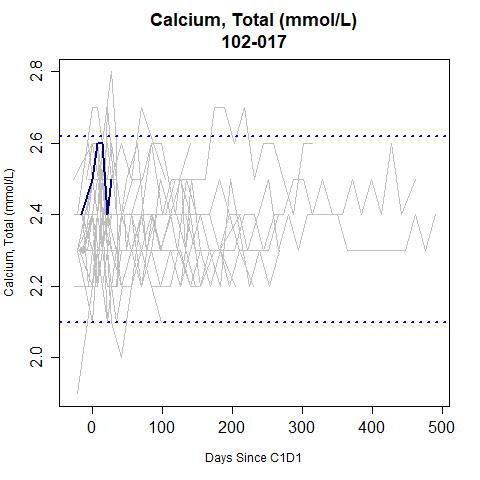 Calcium, Total (mmol/L)
102-017
Calcium, Total (mmol/L)
2.8
2.6
2.4
2.2
2.0
0 100 200 300 400 500
Days Since C1D1